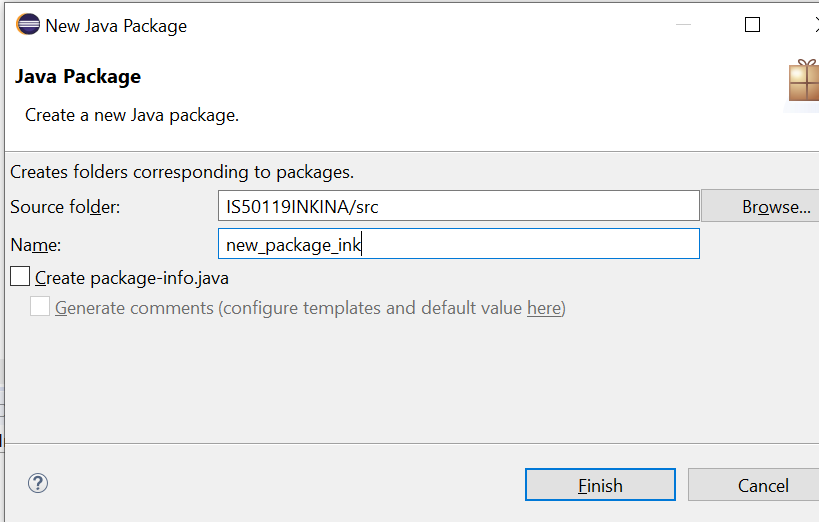 New Java Package
Java Package
Create a new Java package.
Creates folders corresponding to packages.
Source folder: IS50119INKINA/src Browse...
Name: new_package_ink
Create package-info.java
Generate comments (configure templates and default value here)
?
Finish Cancel